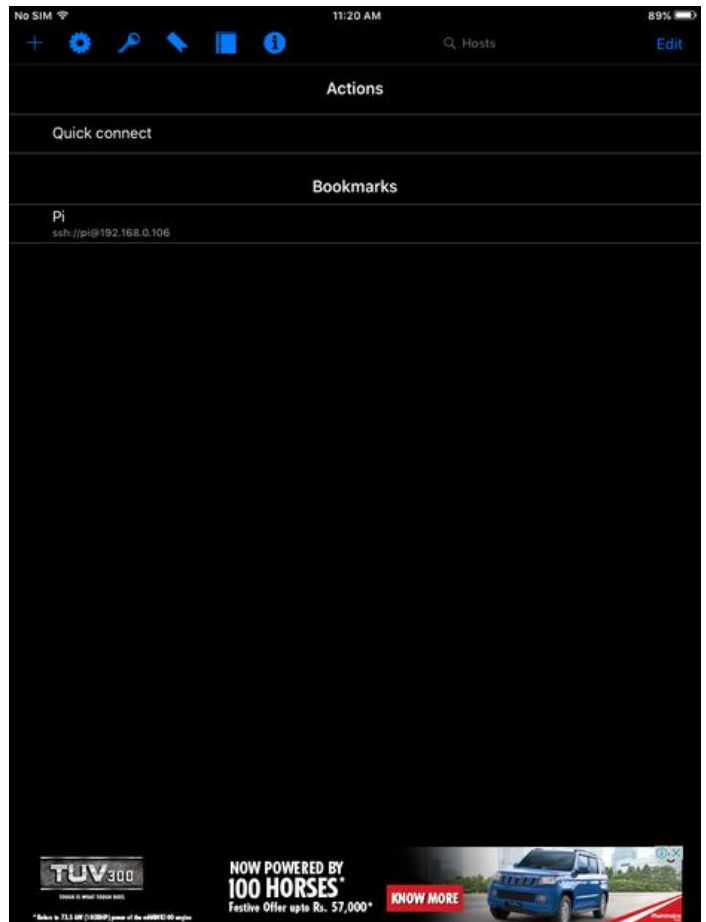 No SIM 11:20 AM 89%
Hosts Edit
Actions
Quick connect
Bookmarks
Pi
ssh://pi@192.168.0.106
TUV300
NOW POWERED BY
100 HORSES*
Festive Offer upto Rs. 57,000*
KNOW MORE
Mahindra